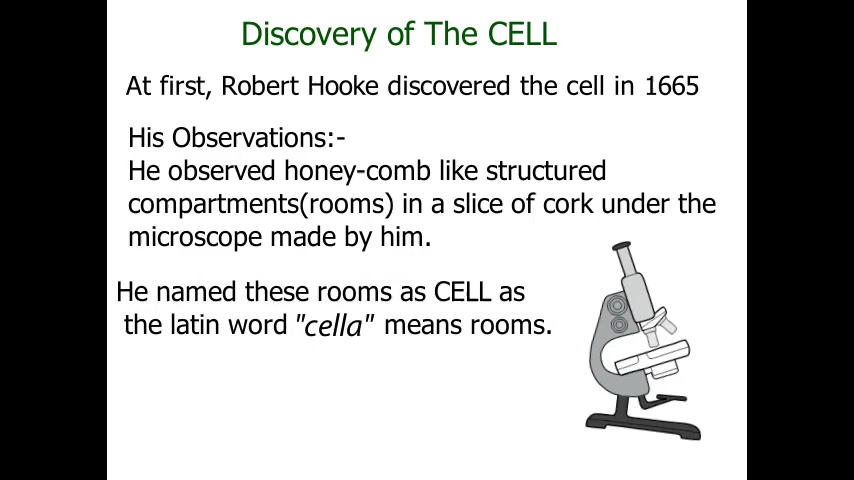 Discovery of The CELL
At first, Robert Hooke discovered the cell in 1665
His Observations:-
He observed honey-comb like structured
compartments(rooms) in a slice of cork under the
microscope made by him.
He named these rooms as CELL as
the latin word "cella" means rooms.